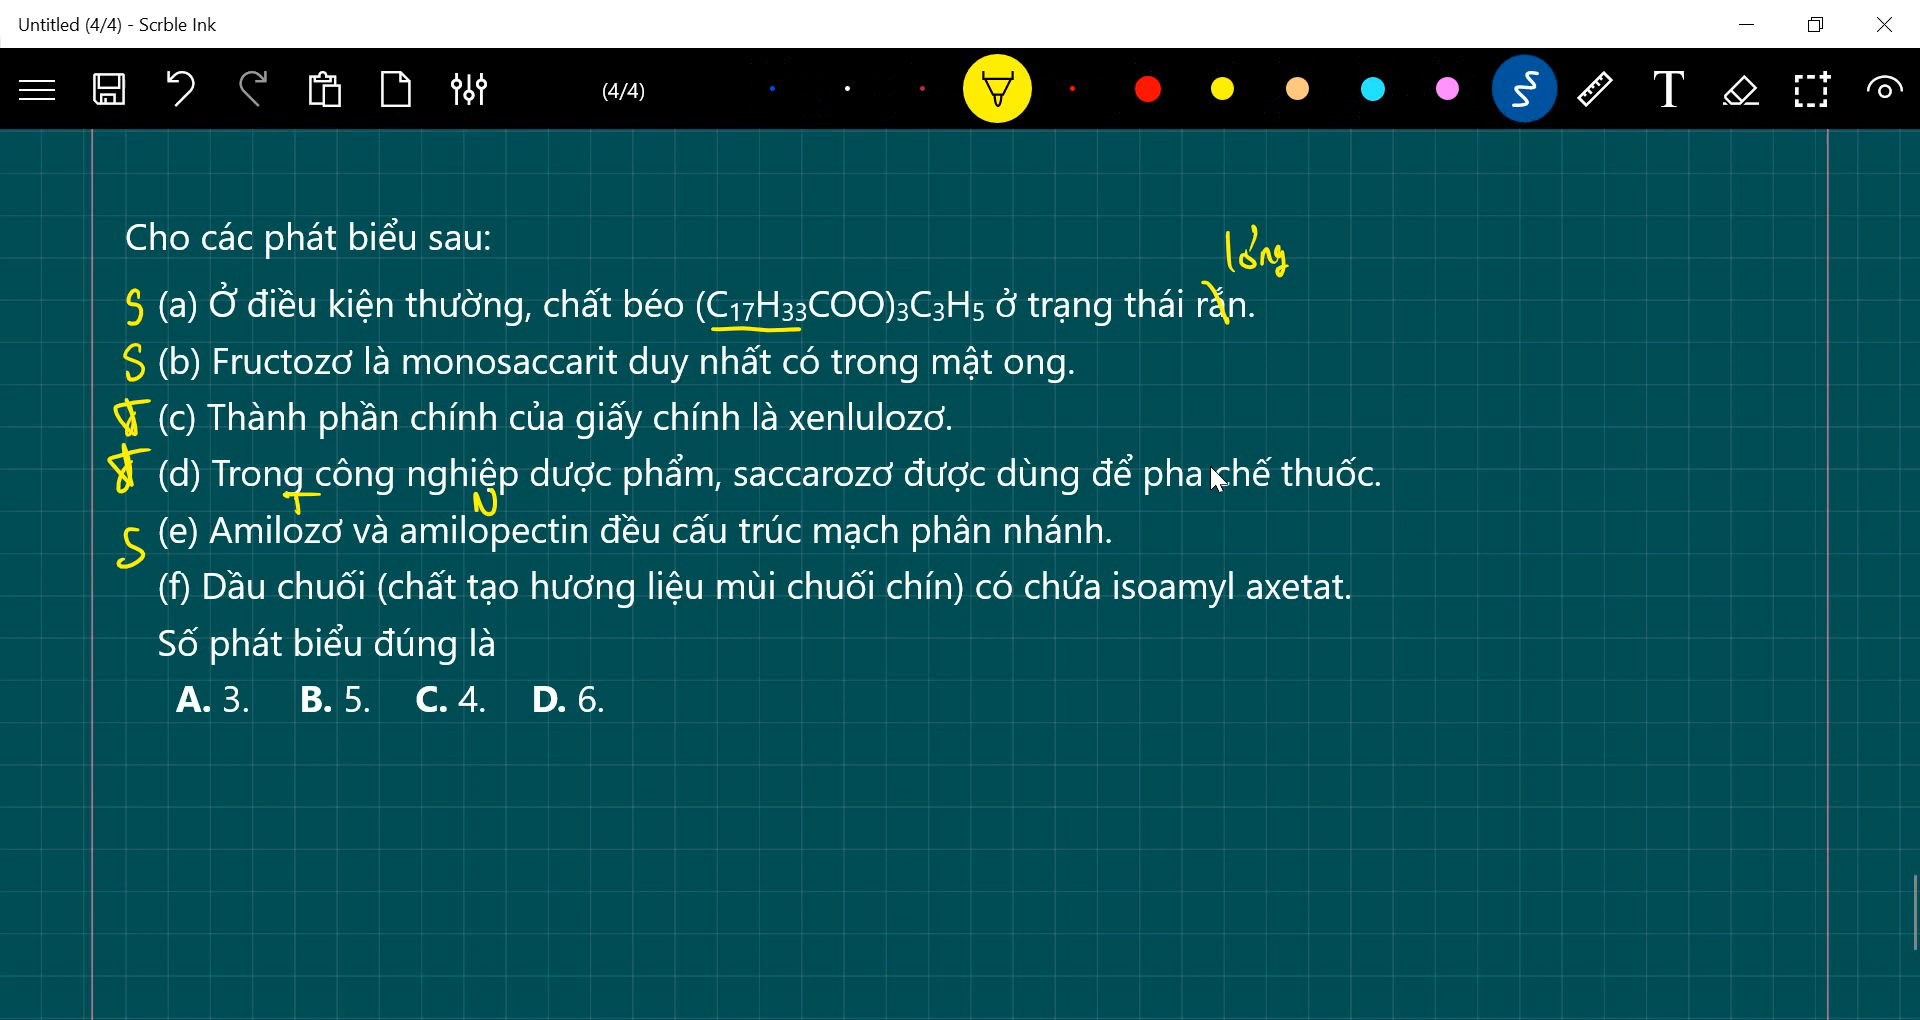 Untitled (4/4) - Scrble Ink
(4/4)
T
Cho các phát biểu sau:
lỏng
S (a) Ở điều kiện thường, chất béo (C₁₇H₃₃COO)₃C₃H₅ ở trạng thái rắn.
S (b) Fructozơ là monosaccarit duy nhất có trong mật ong.
(c) Thành phần chính của giấy chính là xenlulozơ.
(d) Trong công nghiệp dược phẩm, saccarozơ được dùng để pha chế thuốc.
T N
S (e) Amilozơ và amilopectin đều cấu trúc mạch phân nhánh.
(f) Dầu chuối (chất tạo hương liệu mùi chuối chín) có chứa isoamyl axetat.
Số phát biểu đúng là
A. 3. B. 5. C. 4. D. 6.